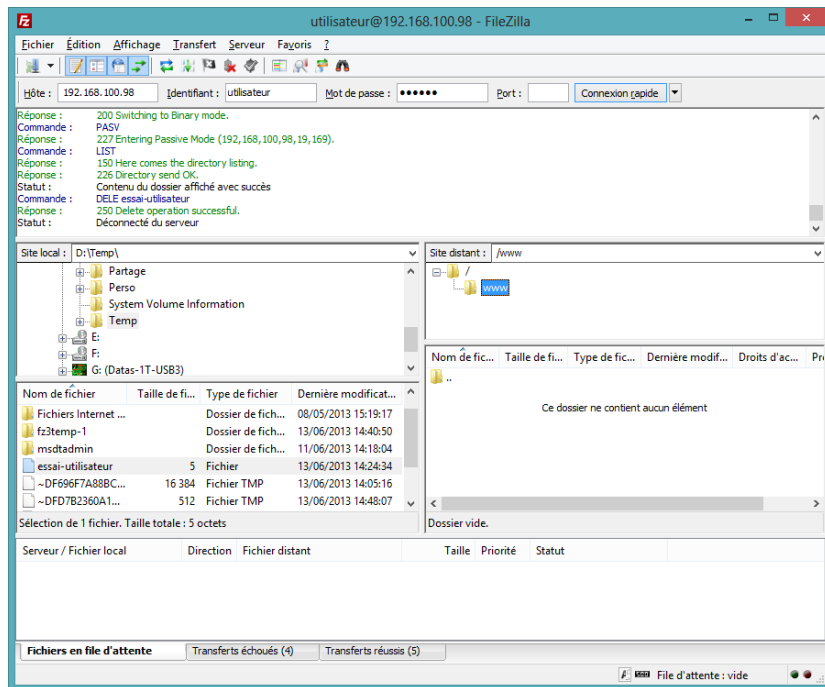 utilisateur@192.168.100.98 - FileZilla
Fichier Édition Affichage Transfert Serveur Favoris ?
Hôte : 192.168.100.98 Identifiant : utilisateur Mot de passe : •••••• Port : Connexion rapide
Réponse : 200 Switching to Binary mode.
Commande : PASV
Réponse : 227 Entering Passive Mode (192,168,100,98,19,169).
Commande : LIST
Réponse : 150 Here comes the directory listing.
Réponse : 226 Directory send OK.
Statut : Contenu du dossier affiché avec succès
Commande : DELE essai-utilisateur
Réponse : 250 Delete operation successful.
Statut : Déconnecté du serveur
Site local : D:\Temp\
Partage
Perso
System Volume Information
Temp
E:
F:
G: (Datas-1T-USB3)
Nom de fichier Taille de fi... Type de fichier Dernière modificat...
Fichiers Internet ... Dossier de fich... 08/05/2013 15:19:17
fz3temp-1 Dossier de fich... 13/06/2013 14:40:50
msdtadmin Dossier de fich... 11/06/2013 14:18:04
essai-utilisateur 5 Fichier 13/06/2013 14:24:34
~DF696F7A88BC... 16 384 Fichier TMP 13/06/2013 14:05:16
~DFD7B2360A1... 512 Fichier TMP 13/06/2013 14:48:07
Sélection de 1 fichier. Taille totale : 5 octets
Site distant : /www
/
www
Nom de fic... Taille de fi... Type de fic... Dernière modif... Droits d'ac... Pr
..
Ce dossier ne contient aucun élément
Dossier vide.
Serveur / Fichier local Direction Fichier distant Taille Priorité Statut
Fichiers en file d'attente Transferts échoués (4) Transferts réussis (5)
File d'attente : vide